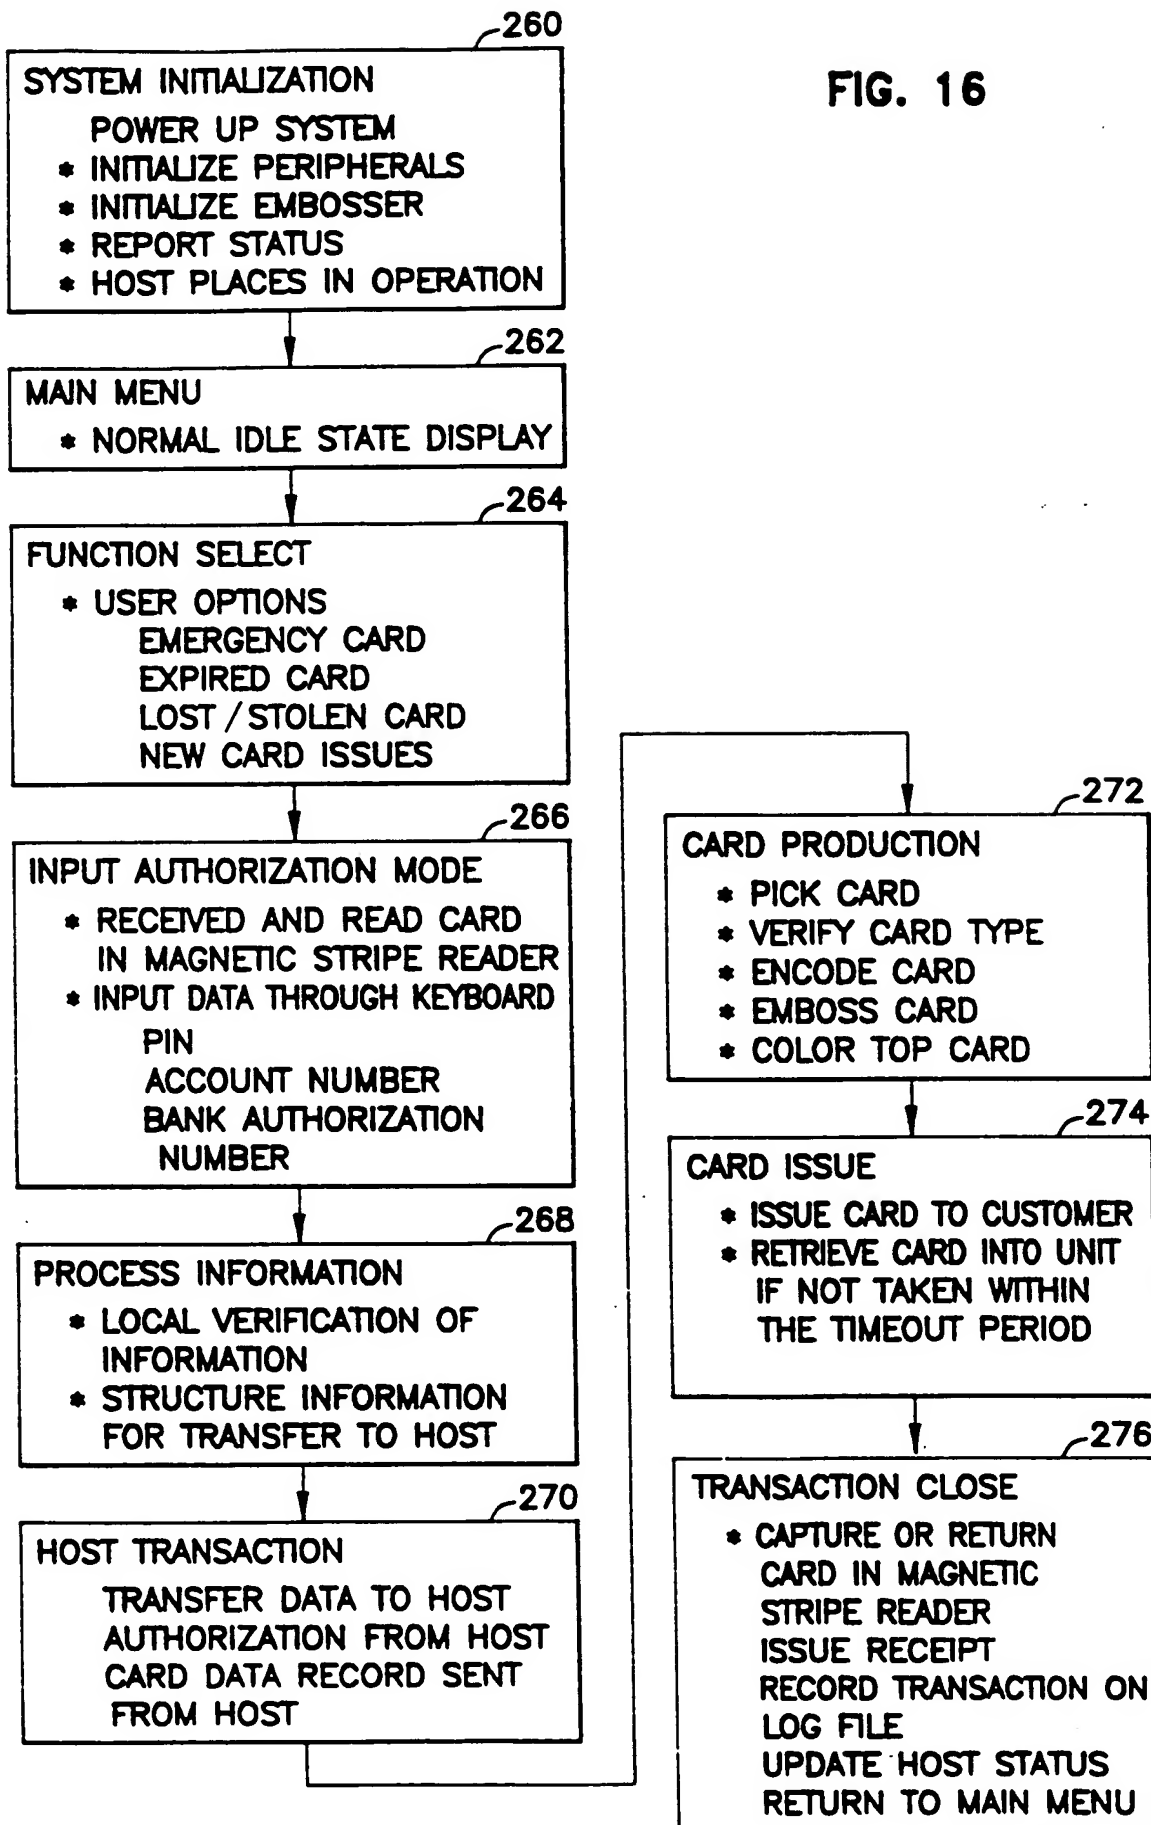 FIG. 16
260
SYSTEM INITIALIZATION
POWER UP SYSTEM
* INITIALIZE PERIPHERALS
* INITIALIZE EMBOSSER
* REPORT STATUS
* HOST PLACES IN OPERATION
262
MAIN MENU
* NORMAL IDLE STATE DISPLAY
264
FUNCTION SELECT
* USER OPTIONS
EMERGENCY CARD
EXPIRED CARD
LOST / STOLEN CARD
NEW CARD ISSUES
266
INPUT AUTHORIZATION MODE
* RECEIVED AND READ CARD
IN MAGNETIC STRIPE READER
* INPUT DATA THROUGH KEYBOARD
PIN
ACCOUNT NUMBER
BANK AUTHORIZATION
NUMBER
268
PROCESS INFORMATION
* LOCAL VERIFICATION OF
INFORMATION
* STRUCTURE INFORMATION
FOR TRANSFER TO HOST
270
HOST TRANSACTION
TRANSFER DATA TO HOST
AUTHORIZATION FROM HOST
CARD DATA RECORD SENT
FROM HOST
272
CARD PRODUCTION
* PICK CARD
* VERIFY CARD TYPE
* ENCODE CARD
* EMBOSS CARD
* COLOR TOP CARD
274
CARD ISSUE
* ISSUE CARD TO CUSTOMER
* RETRIEVE CARD INTO UNIT
IF NOT TAKEN WITHIN
THE TIMEOUT PERIOD
276
TRANSACTION CLOSE
* CAPTURE OR RETURN
CARD IN MAGNETIC
STRIPE READER
ISSUE RECEIPT
RECORD TRANSACTION ON
LOG FILE
UPDATE HOST STATUS
RETURN TO MAIN MENU